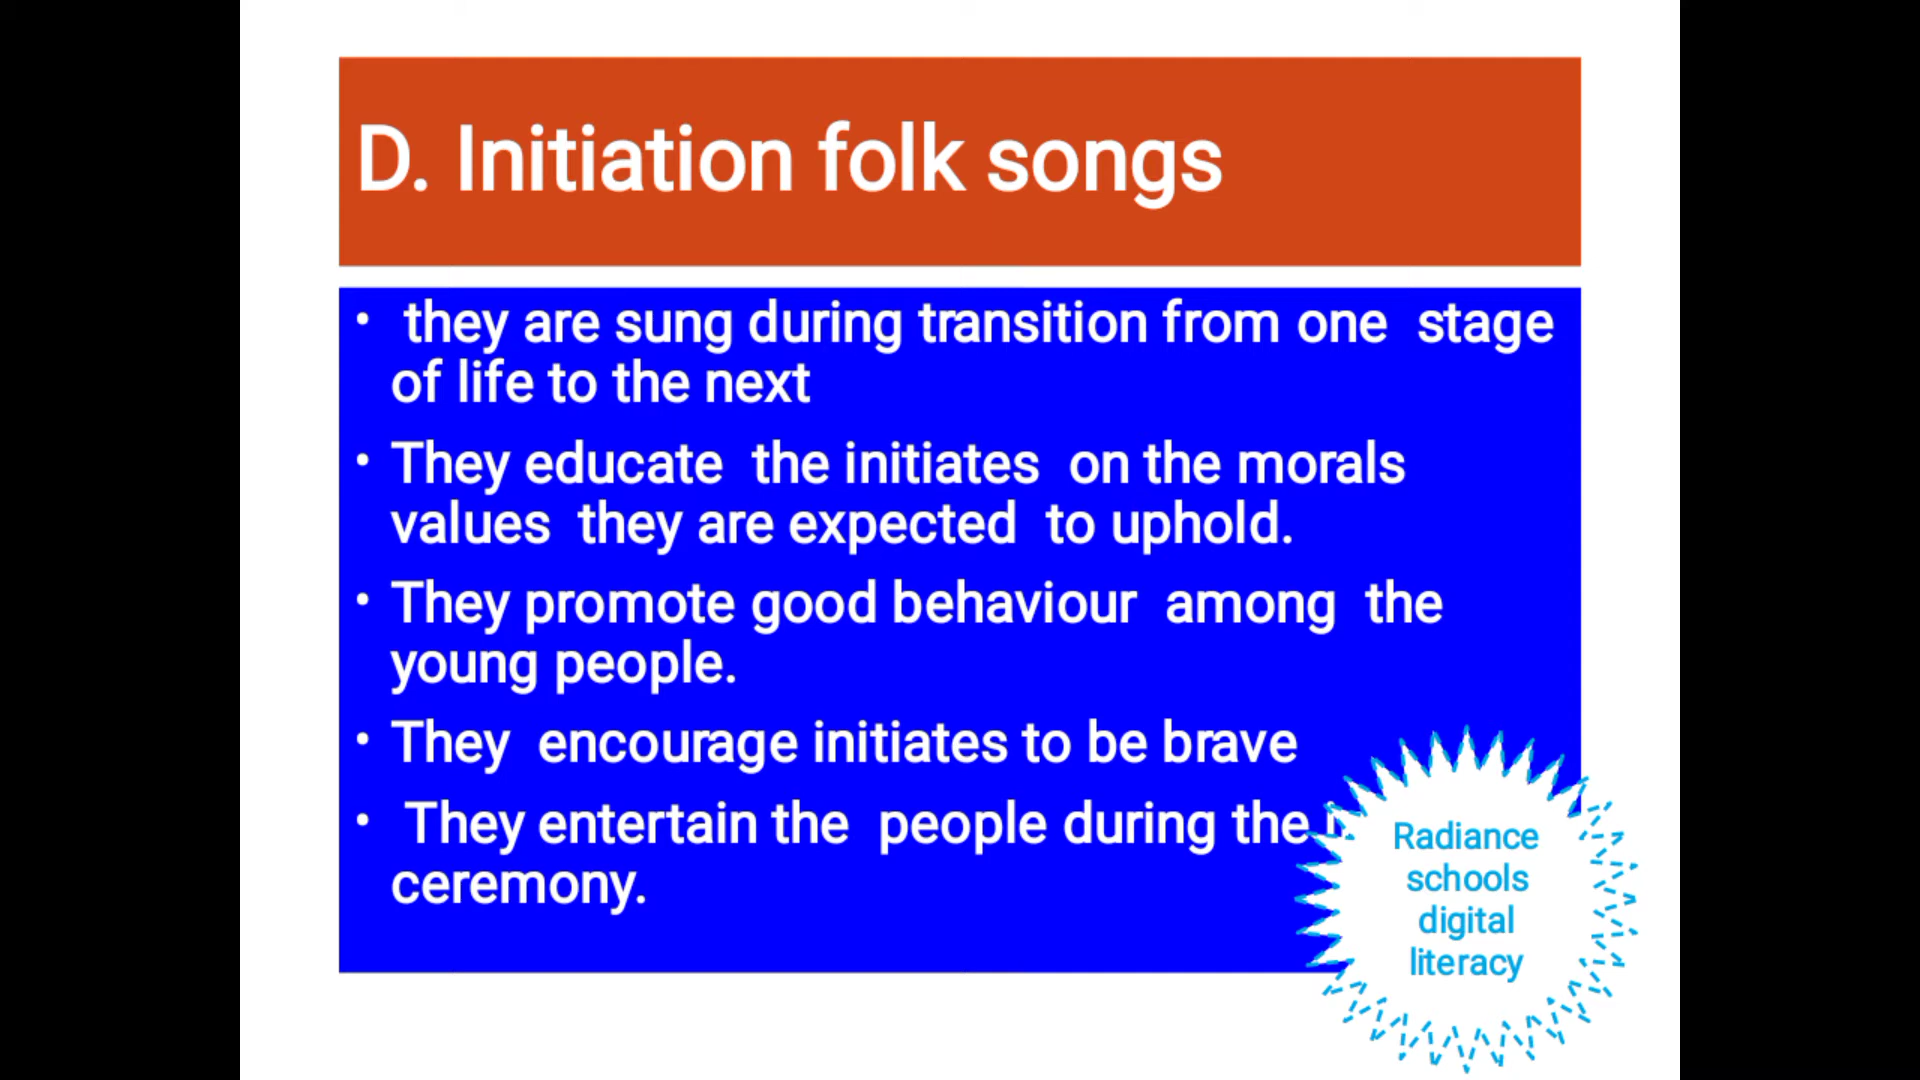 D. Initiation folk songs
• they are sung during transition from one stage
of life to the next
• They educate the initiates on the morals
values they are expected to uphold.
• They promote good behaviour among the
young people.
• They encourage initiates to be brave
• They entertain the people during the
ceremony.
Radiance
schools
digital
literacy